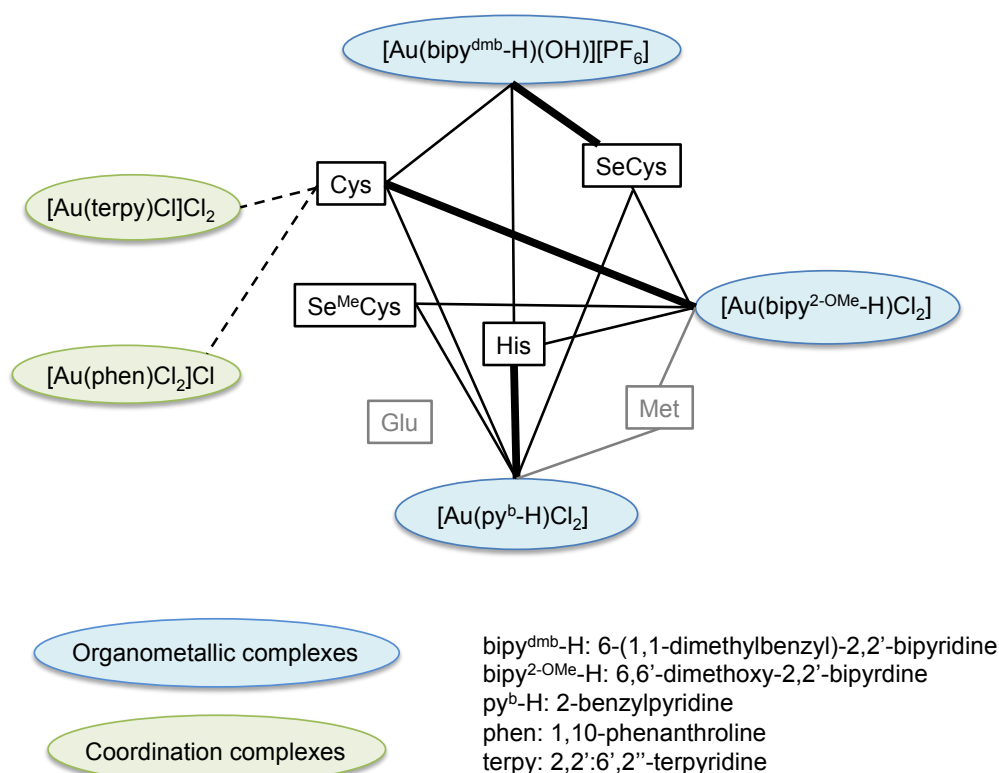 [Au(bipy^dmb-H)(OH)][PF₆]
SeCys
Cys
[Au(terpy)Cl]Cl₂
Se^MeCys
[Au(bipy^2-OMe-H)Cl₂]
His
[Au(phen)Cl₂]Cl
Glu
Met
[Au(py^b-H)Cl₂]
Organometallic complexes
Coordination complexes
bipy^dmb-H: 6-(1,1-dimethylbenzyl)-2,2'-bipyridine
bipy^2-OMe-H: 6,6'-dimethoxy-2,2'-bipyrdine
py^b-H: 2-benzylpyridine
phen: 1,10-phenanthroline
terpy: 2,2':6',2''-terpyridine